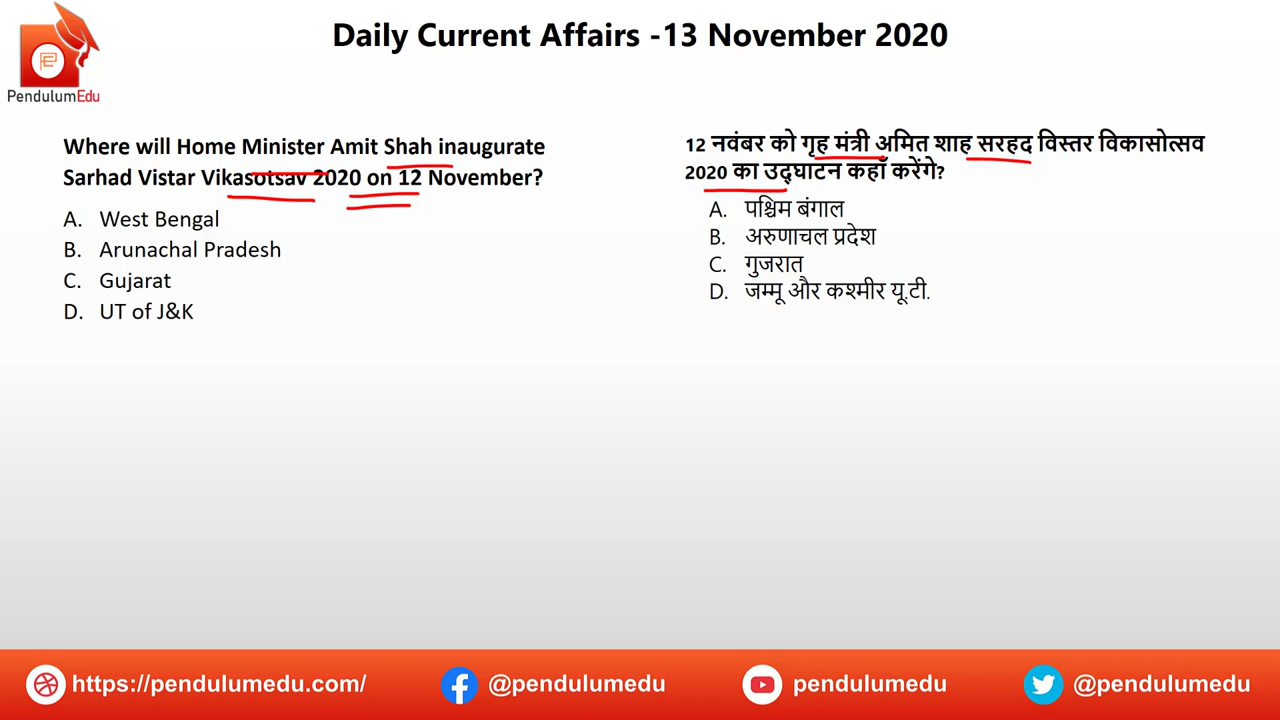 Daily Current Affairs -13 November 2020
PendulumEdu
Where will Home Minister Amit Shah inaugurate
Sarhad Vistar Vikasotsav 2020 on 12 November?
A. West Bengal
B. Arunachal Pradesh
C. Gujarat
D. UT of J&K
12 नवंबर को गृह मंत्री अमित शाह सरहद विस्तर विकासोत्सव
2020 का उद्घाटन कहाँ करेंगे?
A. पश्चिम बंगाल
B. अरुणाचल प्रदेश
C. गुजरात
D. जम्मू और कश्मीर यू.टी.
https://pendulumedu.com/
@pendulumedu
pendulumedu
@pendulumedu